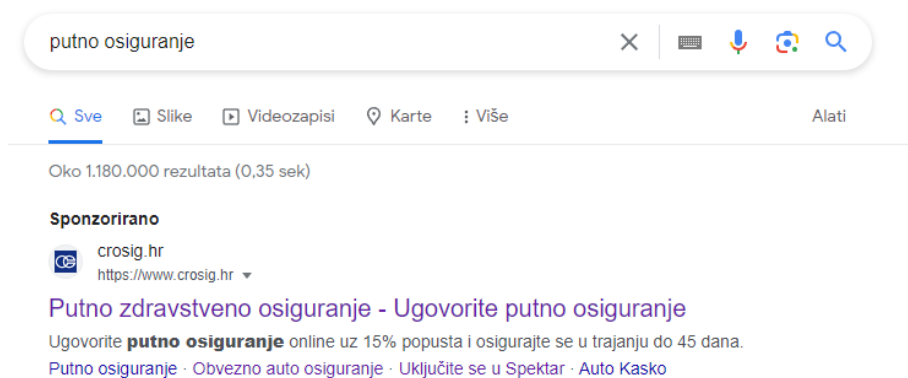 putno osiguranje
Sve Slike Videozapisi Karte Više Alati
Oko 1.180.000 rezultata (0,35 sek)
Sponzorirano
crosig.hr
https://www.crosig.hr
Putno zdravstveno osiguranje - Ugovorite putno osiguranje
Ugovorite putno osiguranje online uz 15% popusta i osigurajte se u trajanju do 45 dana.
Putno osiguranje · Obvezno auto osiguranje · Uključite se u Spektar · Auto Kasko